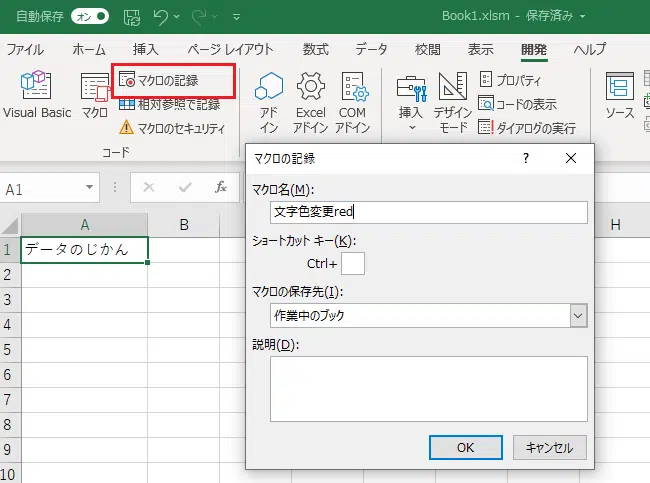 自動保存 オン Book1.xlsm - 保存済み
ファイル ホーム 挿入 ページ レイアウト 数式 データ 校閲 表示 開発 ヘルプ
Visual Basic マクロ マクロの記録
相対参照で記録
マクロのセキュリティ
コード
アド
イン
Excel
アドイン
COM
アドイン
挿入 デザイン
モード
プロパティ
コードの表示
ダイアログの実行
ソース
A1 fx
A B H
1 データのじかん
2
3
4
5
6
7
8
9
10
マクロの記録 ? ×
マクロ名(M):
文字色変更red
ショートカット キー(K):
Ctrl+
マクロの保存先(I):
作業中のブック
説明(D):
OK キャンセル